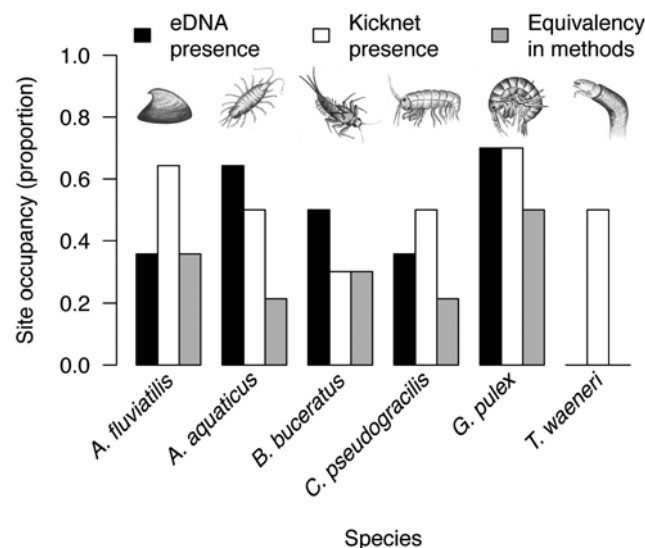 eDNA presence
Kicknet presence
Equivalency in methods
Site occupancy (proportion)
1.0
0.8
0.6
0.4
0.2
0.0
A. fluviatilis
A. aquaticus
B. buceratus
C. pseudogracilis
G. pulex
T. waeneri
Species